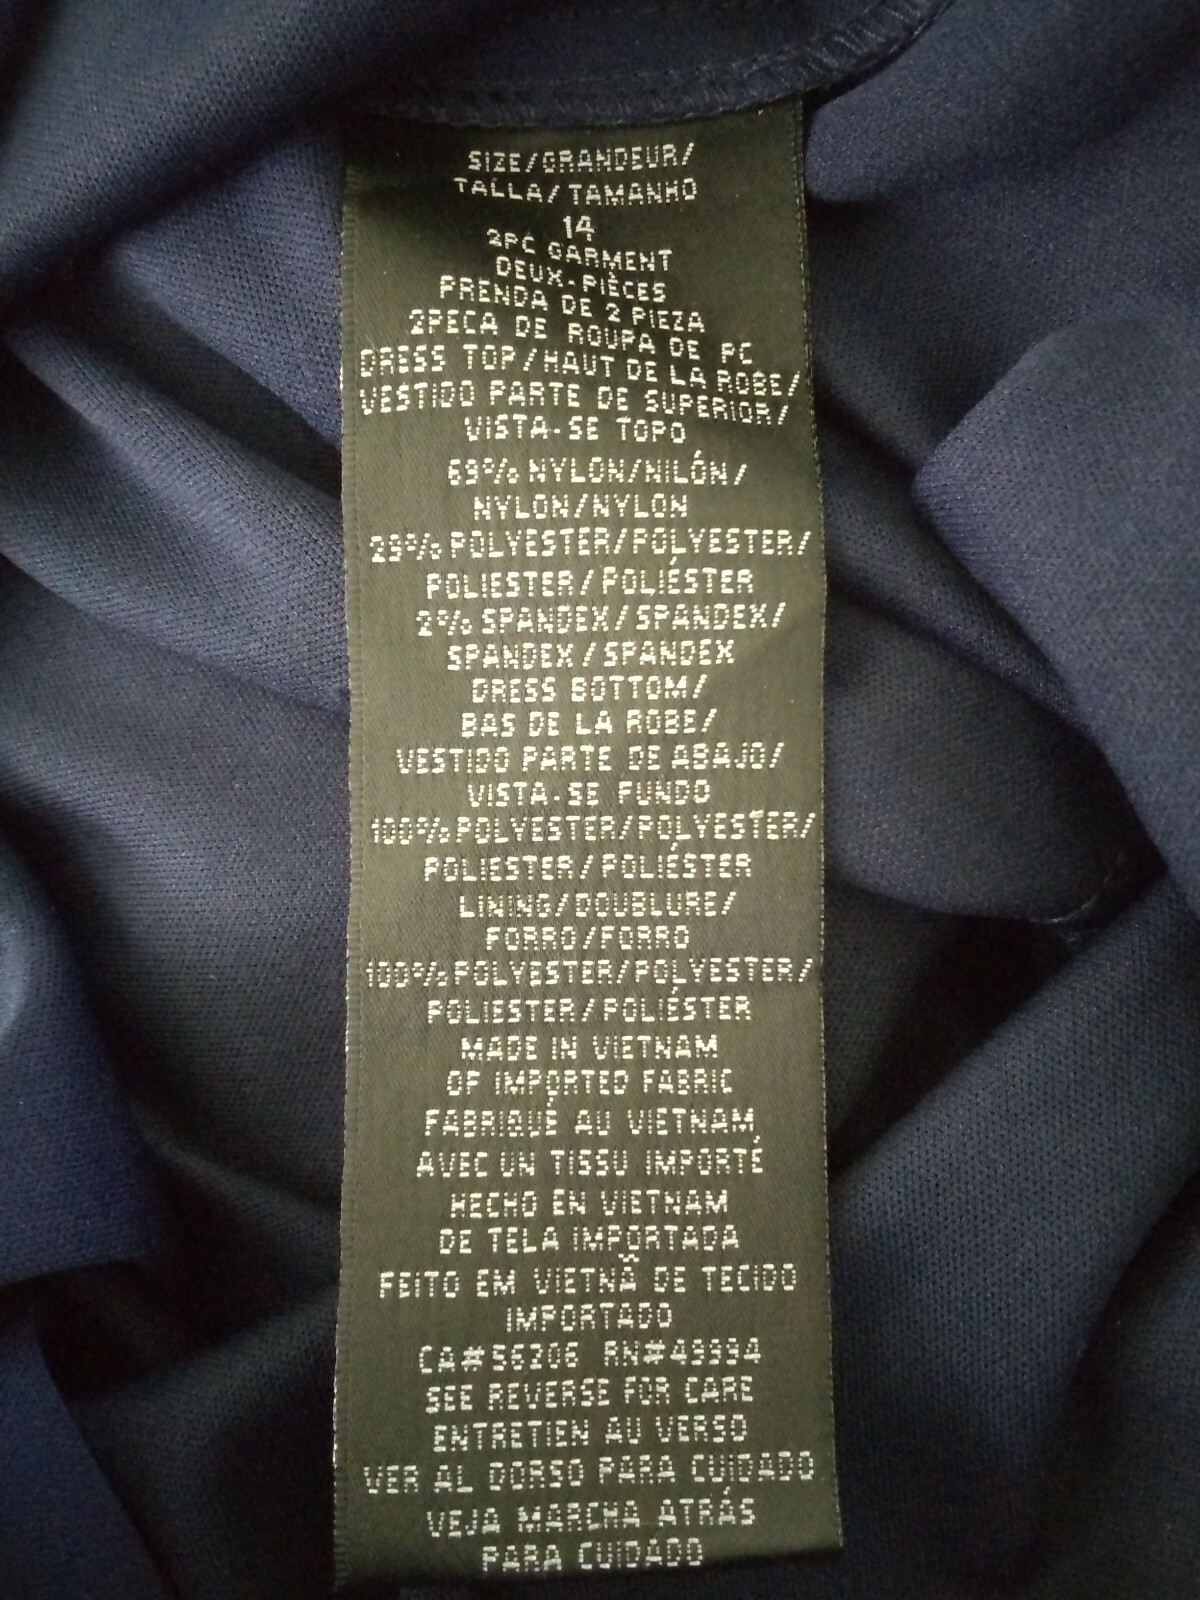 SIZE/GRANDEUR/
TALLA/TAMANHO
14
2PC GARMENT
DEUX-PIÈCES
PRENDA DE 2 PIEZA
2PECA DE ROUPA DE PC
DRESS TOP/HAUT DE LA ROBE/
VESTIDO PARTE DE SUPERIOR/
VISTA-SE TOPO
69% NYLON/NILÓN/
NYLON/NYLON
29% POLYESTER/POLYESTER/
POLIESTER/POLIÉSTER
2% SPANDEX/SPANDEX/
SPANDEX/SPANDEX
DRESS BOTTOM/
BAS DE LA ROBE/
VESTIDO PARTE DE ABAJO/
VISTA-SE FUNDO
100% POLYESTER/POLYESTER/
POLIESTER/POLIÉSTER
LINING/DOUBLURE/
FORRO/FORRO
100% POLYESTER/POLYESTER/
POLIESTER/POLIÉSTER
MADE IN VIETNAM
OF IMPORTED FABRIC
FABRIQUÉ AU VIETNAM,
AVEC UN TISSU IMPORTÉ
HECHO EN VIETNAM
DE TELA IMPORTADA
FEITO EM VIETNÃ DE TECIDO
IMPORTADO
CA#56206 RN#49994
SEE REVERSE FOR CARE
ENTRETIEN AU VERSO
VER AL DORSO PARA CUIDADO
VEJA MARCHA ATRÁS
PARA CUIDADO